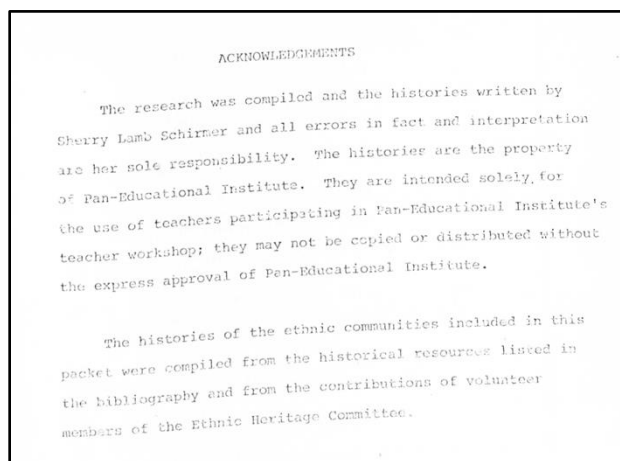 ACKNOWLEDGEMENTS
The research was compiled and the histories written by
Sherry Lamb Schirmer and all errors in fact and interpretation
are her sole responsibility. The histories are the property
of Pan-Educational Institute. They are intended solely for
the use of teachers participating in Pan-Educational Institute's
teacher workshop; they may not be copied or distributed without
the express approval of Pan-Educational Institute.
The histories of the ethnic communities included in this
packet were compiled from the historical resources listed in
the bibliography and from the contributions of volunteer
members of the Ethnic Heritage Committee.